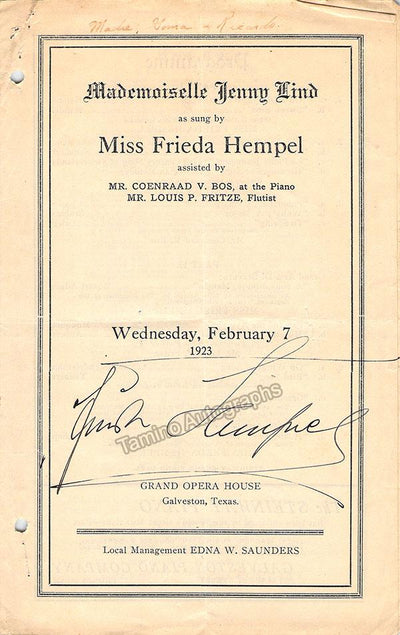 Mademoiselle Jenny Lind
as sung by
Miss Frieda Hempel
assisted by
MR. COENRAAD V. BOS, at the Piano
MR. LOUIS P. FRITZE, Flutist
Wednesday, February 7
1923
Frieda Hempel
Tamino Autographs
GRAND OPERA HOUSE
Galveston, Texas.
Local Management EDNA W. SAUNDERS